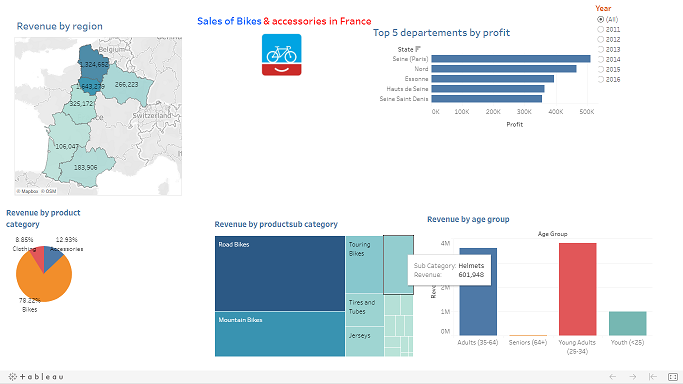 Year
(All)
2011
2012
2013
2014
2015
2016
Sales of Bikes & accessories in France
Revenue by region
Belgium
1,324,652
1,643,279
266,223
325,172
ce
Switzerland
106,047
183,906
© Mapbox © OSM
Top 5 departements by profit
State
Seine (Paris)
Nord
Essonne
Hauts de Seine
Seine Saint Denis
0K
100K
200K
300K
400K
500K
Profit
Revenue by product
category
8.85%
Clothing
12.93%
Accessories
78.22%
Bikes
Revenue by productsub category
Road Bikes
Mountain Bikes
Touring
Bikes
Tires and
Tubes
Jerseys
Sub Category: Helmets
Revenue: 601,948
Revenue by age group
Age Group
4M
2M
1M
0M
Adults (35-64)
Seniors (64+)
Young Adults
(25-34)
Youth (<25)
+ a b l e a u